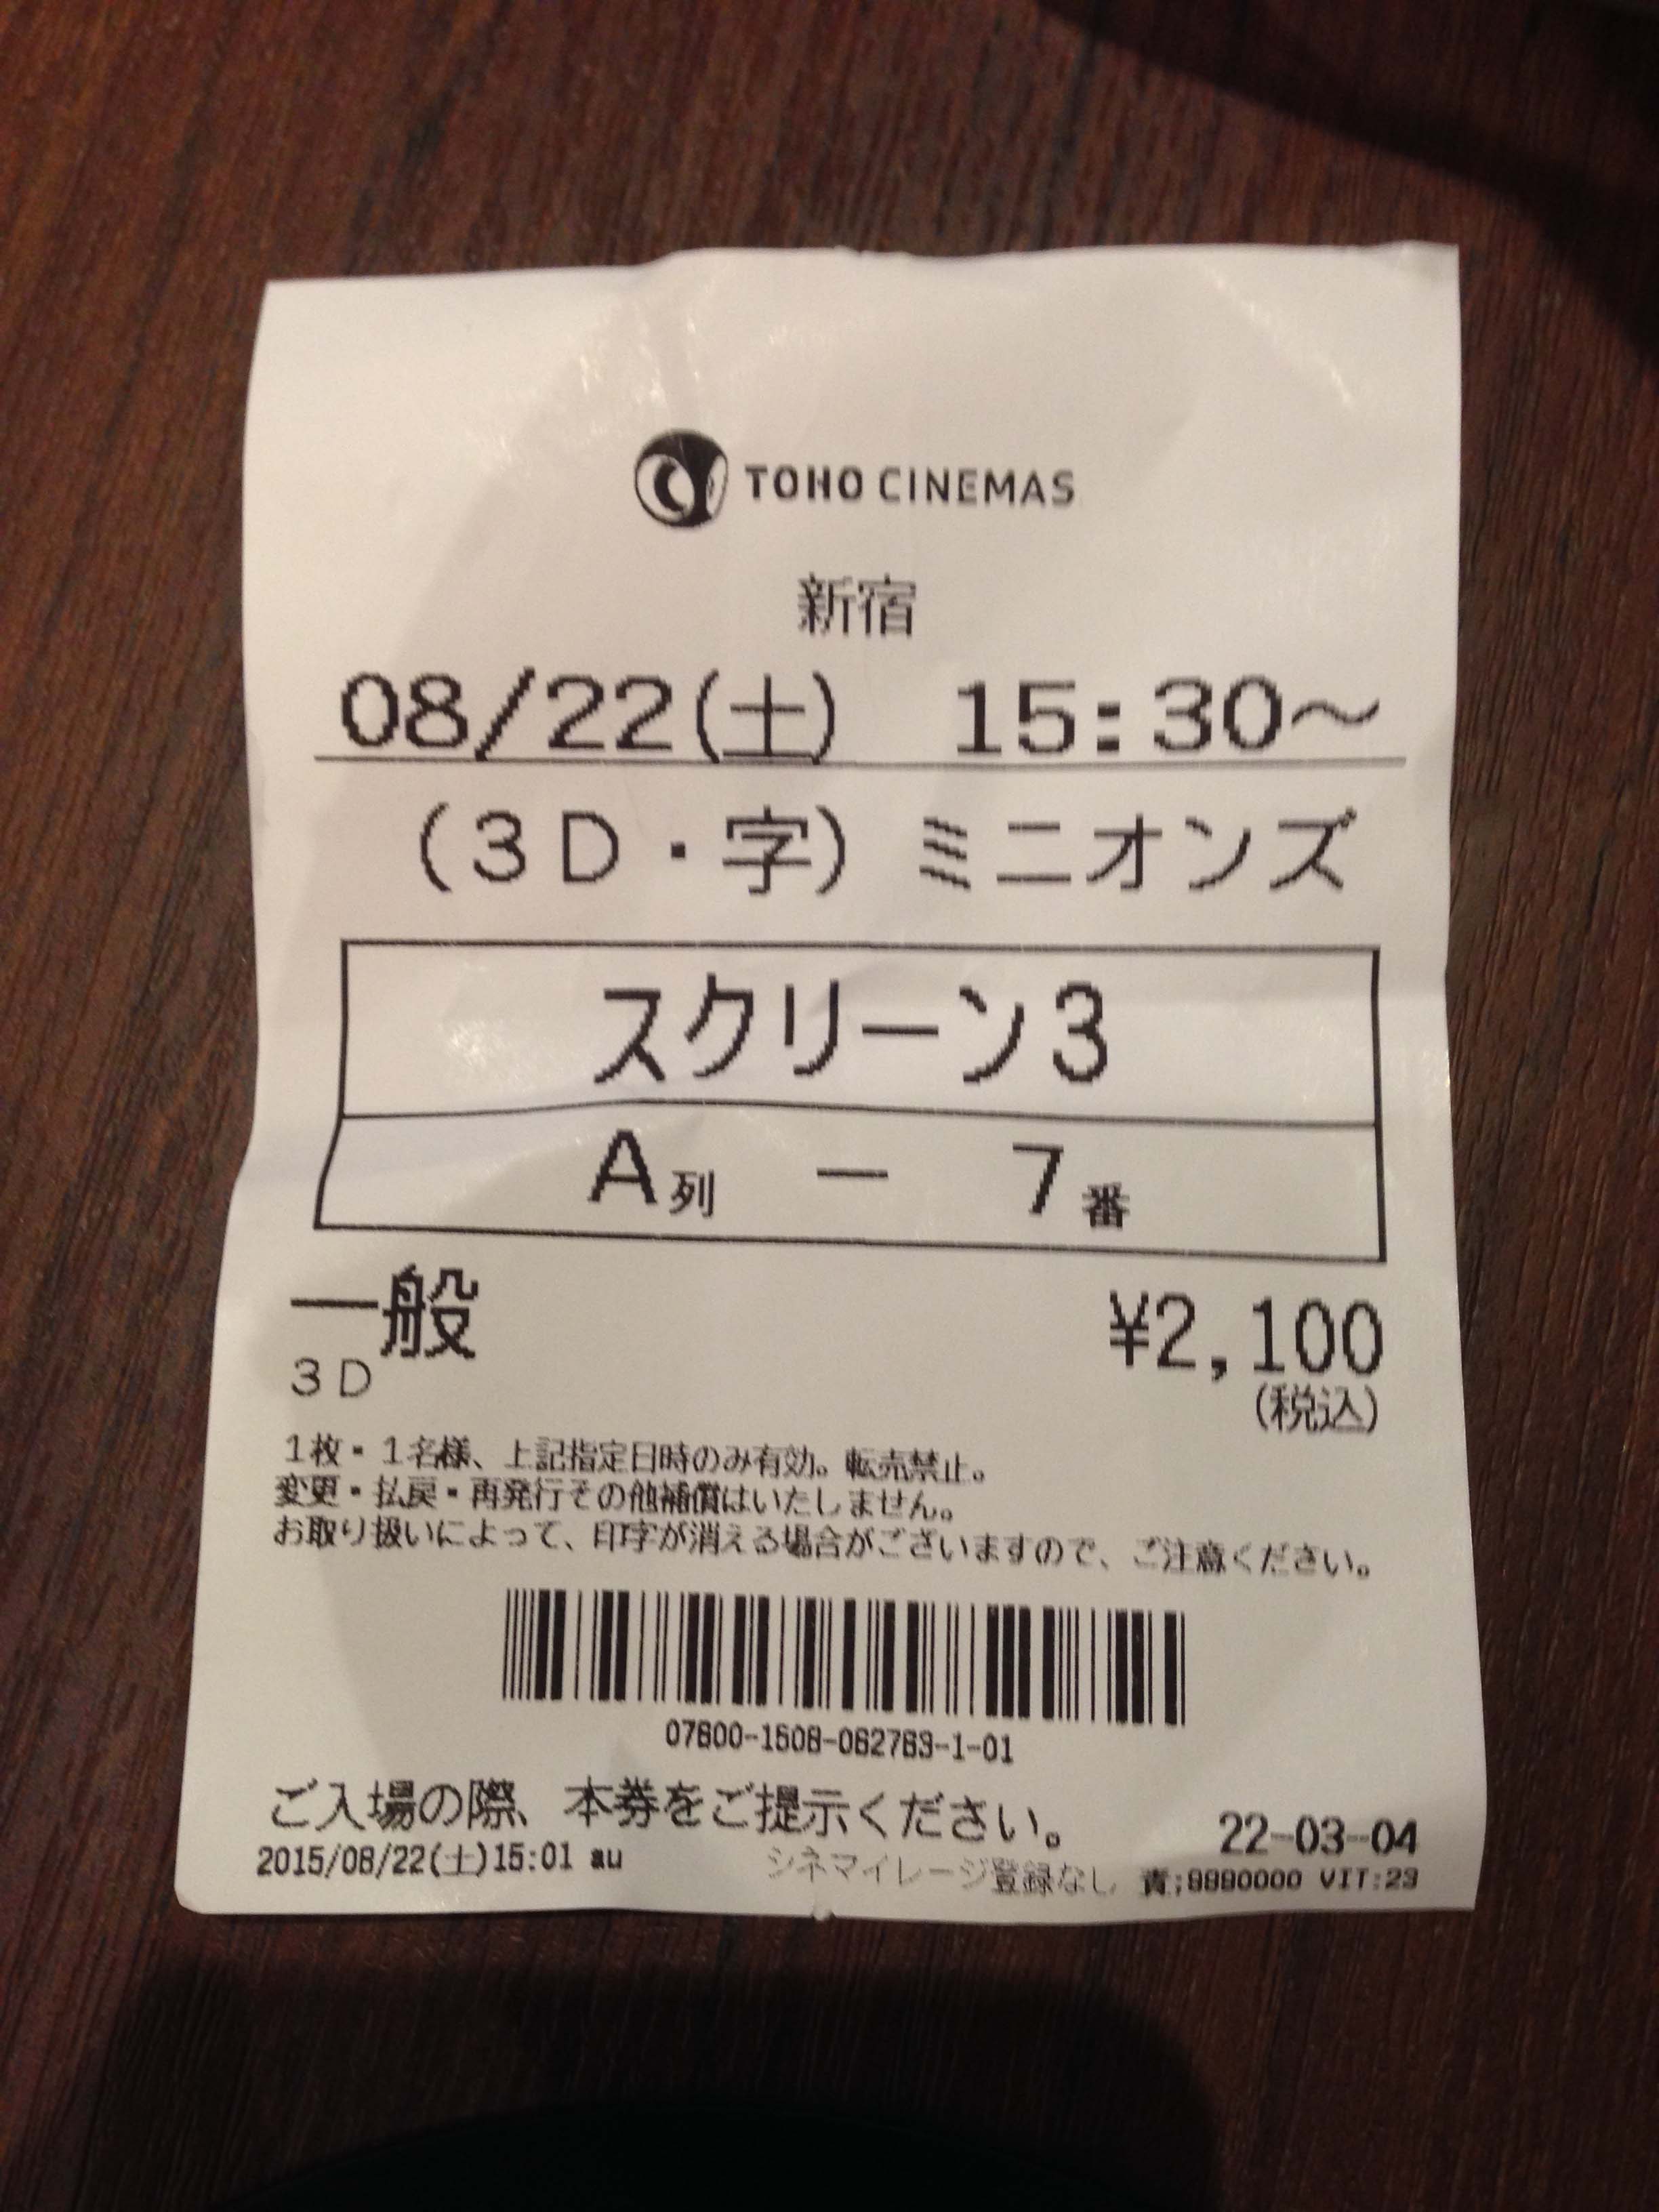 TOHO CINEMAS
新宿
08/22(土) 15:30～
(3D・字) ミニオンズ
スクリーン3
A列 － 7番
一般 ¥2,100
3D (税込)
1枚・1名様、上記指定日時のみ有効。転売禁止。
変更・払戻・再発行その他補償はいたしません。
お取り扱いによって、印字が消える場合がございますので、ご注意ください。
07600-1508-062763-1-01
ご入場の際、本券をご提示ください。 22-03-04
2015/08/22(土)15:01 au シネマイレージ登録なし 青;9990000 VIT:23